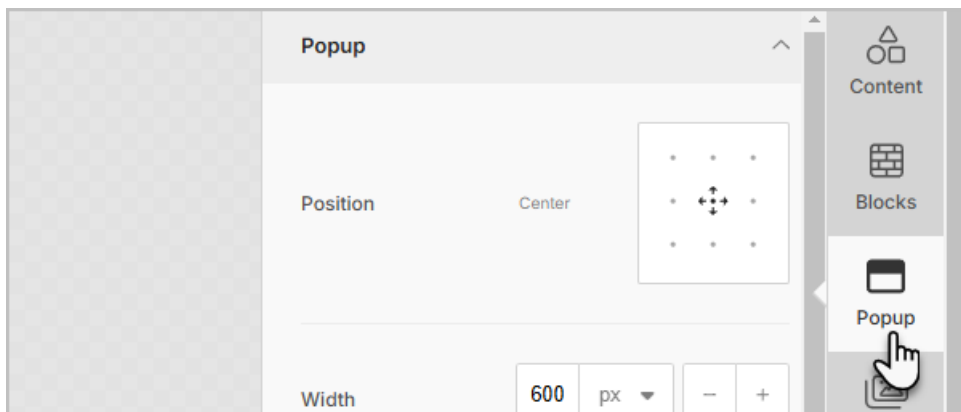 Popup
Position
Center
Width
600 px − +
Content
Blocks
Popup